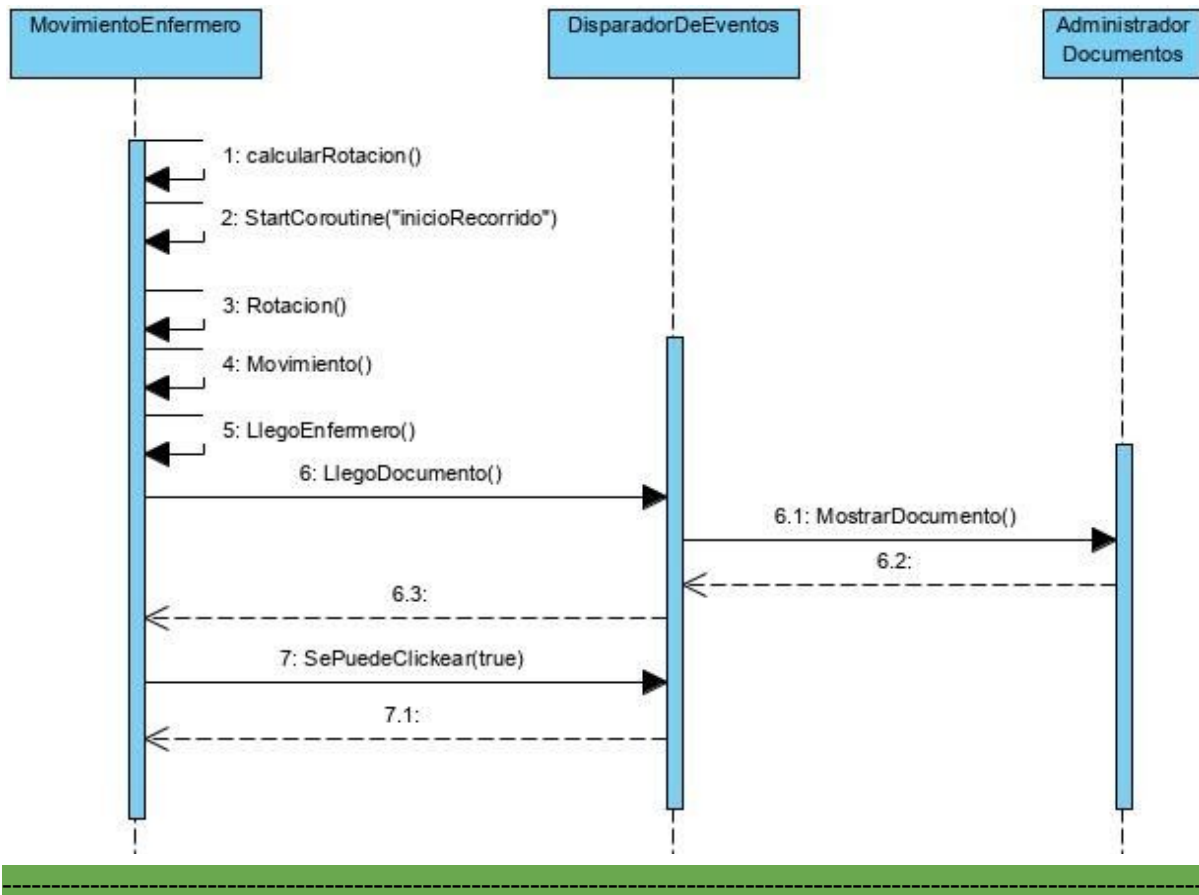 MovimientoEnfermero
DisparadorDeEventos
Administrador
Documentos
1: calcularRotacion()
2: StartCoroutine("inicioRecorrido")
3: Rotacion()
4: Movimiento()
5: LlegoEnfermero()
6: LlegoDocumento()
6.1: MostrarDocumento()
6.2:
6.3:
7: SePuedeClickear(true)
7.1: